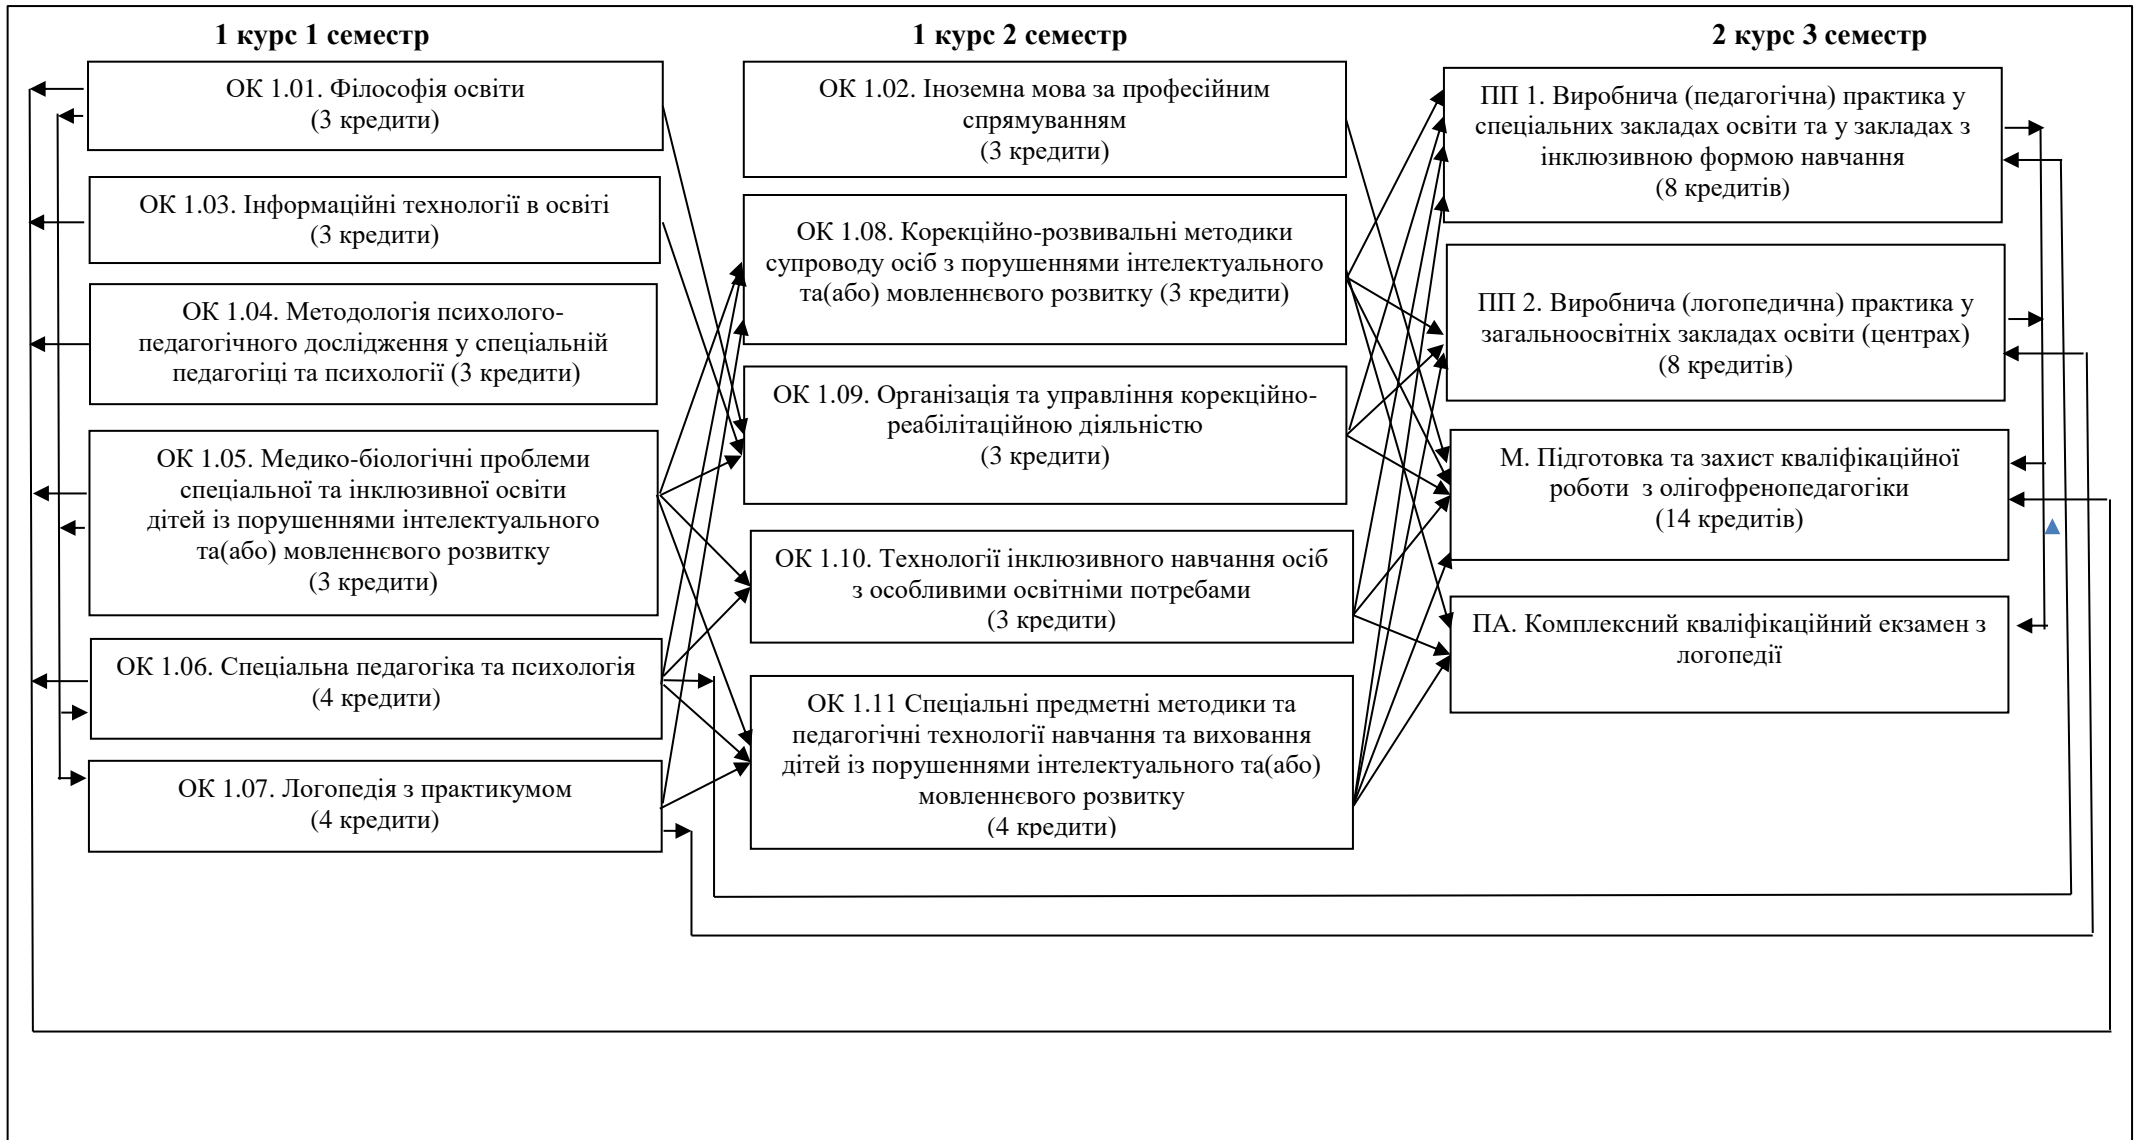 1 курс 1 семестр
1 курс 2 семестр
2 курс 3 семестр
ОК 1.01. Філософія освіти
(3 кредити)
ОК 1.03. Інформаційні технології в освіті
(3 кредити)
ОК 1.04. Методологія психолого-
педагогічного дослідження у спеціальній
педагогіці та психології (3 кредити)
ОК 1.05. Медико-біологічні проблеми
спеціальної та інклюзивної освіти
дітей із порушеннями інтелектуального
та(або) мовленнєвого розвитку
(3 кредити)
ОК 1.06. Спеціальна педагогіка та психологія
(4 кредити)
ОК 1.07. Логопедія з практикумом
(4 кредити)
ОК 1.02. Іноземна мова за професійним
спрямуванням
(3 кредити)
ОК 1.08. Корекційно-розвивальні методики
супроводу осіб з порушеннями інтелектуального
та(або) мовленнєвого розвитку (3 кредити)
ОК 1.09. Організація та управління корекційно-
реабілітаційною діяльністю
(3 кредити)
ОК 1.10. Технології інклюзивного навчання осіб
з особливими освітніми потребами
(3 кредити)
ОК 1.11 Спеціальні предметні методики та
педагогічні технології навчання та виховання
дітей із порушеннями інтелектуального та(або)
мовленнєвого розвитку
(4 кредити)
ПП 1. Виробнича (педагогічна) практика у
спеціальних закладах освіти та у закладах з
інклюзивною формою навчання
(8 кредитів)
ПП 2. Виробнича (логопедична) практика у
загальноосвітніх закладах освіти (центрах)
(8 кредитів)
М. Підготовка та захист кваліфікаційної
роботи з олігофренопедагогіки
(14 кредитів)
ПА. Комплексний кваліфікаційний екзамен з
логопедії